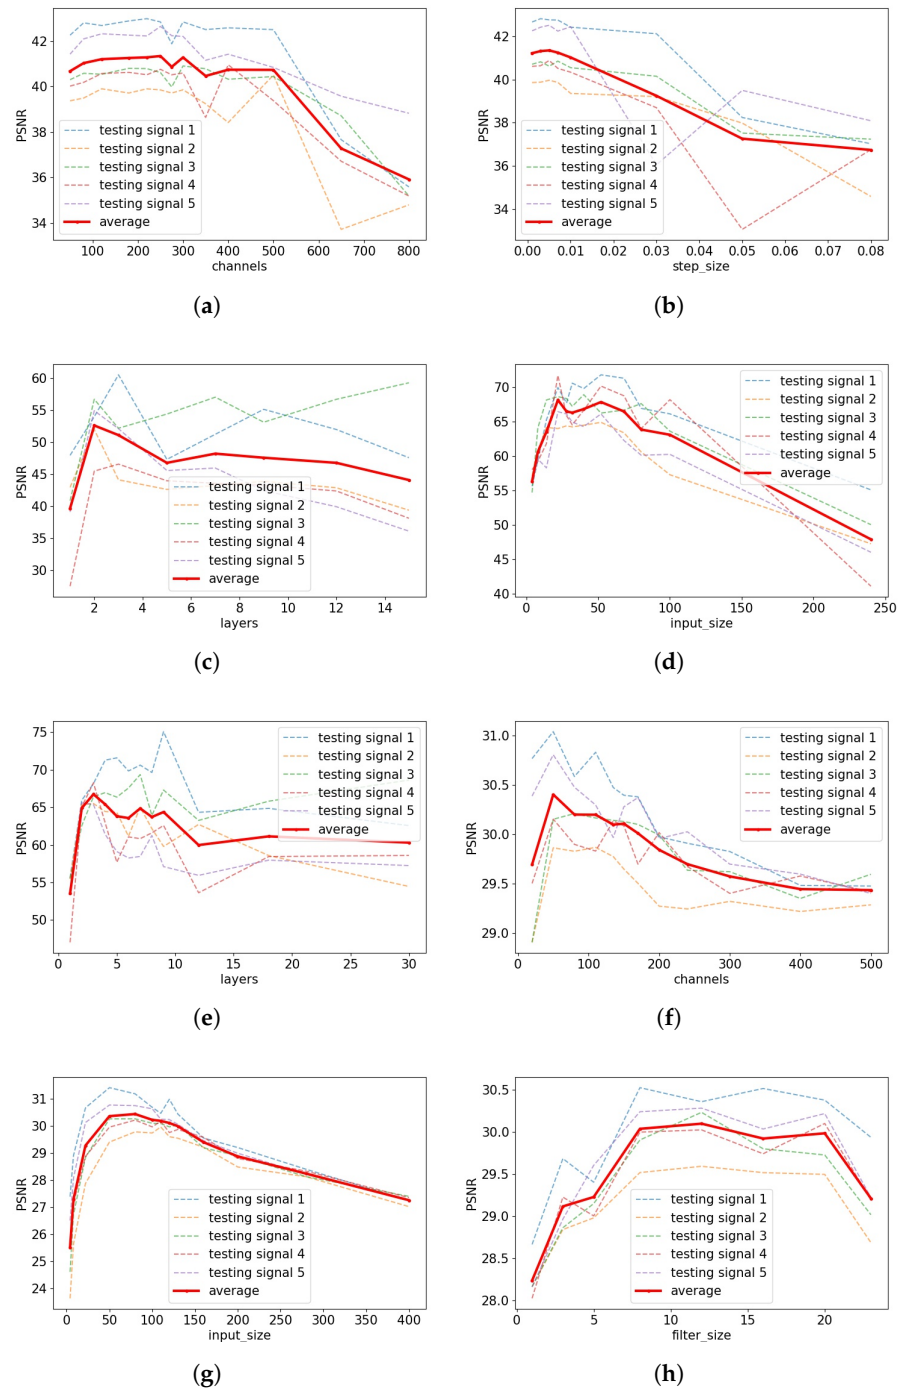 42
40
38
36
34
PSNR
testing signal 1
testing signal 2
testing signal 3
testing signal 4
testing signal 5
average
100 200 300 400 500 600 700 800
channels
(a)
42
40
38
36
34
PSNR
testing signal 1
testing signal 2
testing signal 3
testing signal 4
testing signal 5
average
0.00 0.01 0.02 0.03 0.04 0.05 0.06 0.07 0.08
step_size
(b)
60
55
50
45
40
35
30
PSNR
testing signal 1
testing signal 2
testing signal 3
testing signal 4
testing signal 5
average
2 4 6 8 10 12 14
layers
(c)
70
65
60
55
50
45
40
PSNR
testing signal 1
testing signal 2
testing signal 3
testing signal 4
testing signal 5
average
0 50 100 150 200 250
input_size
(d)
75
70
65
60
55
50
PSNR
testing signal 1
testing signal 2
testing signal 3
testing signal 4
testing signal 5
average
0 5 10 15 20 25 30
layers
(e)
31.0
30.5
30.0
29.5
29.0
PSNR
testing signal 1
testing signal 2
testing signal 3
testing signal 4
testing signal 5
average
0 100 200 300 400 500
channels
(f)
31
30
29
28
27
26
25
24
PSNR
testing signal 1
testing signal 2
testing signal 3
testing signal 4
testing signal 5
average
0 50 100 150 200 250 300 350 400
input_size
(g)
30.5
30.0
29.5
29.0
28.5
28.0
PSNR
testing signal 1
testing signal 2
testing signal 3
testing signal 4
testing signal 5
average
0 5 10 15 20
filter_size
(h)